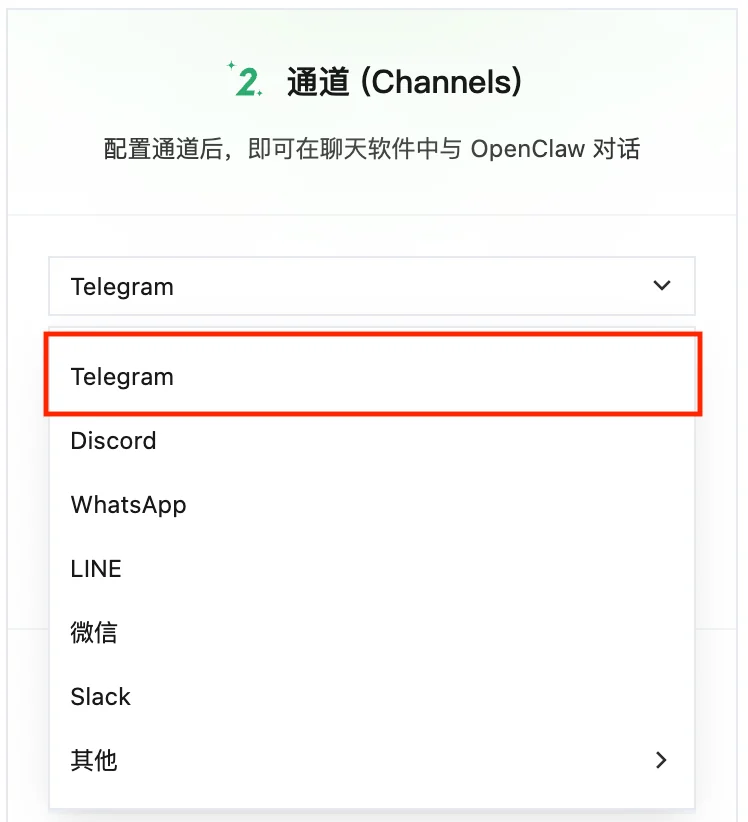 2. 通道 (Channels)
配置通道后，即可在聊天软件中与 OpenClaw 对话
Telegram
Telegram
Discord
WhatsApp
LINE
微信
Slack
其他